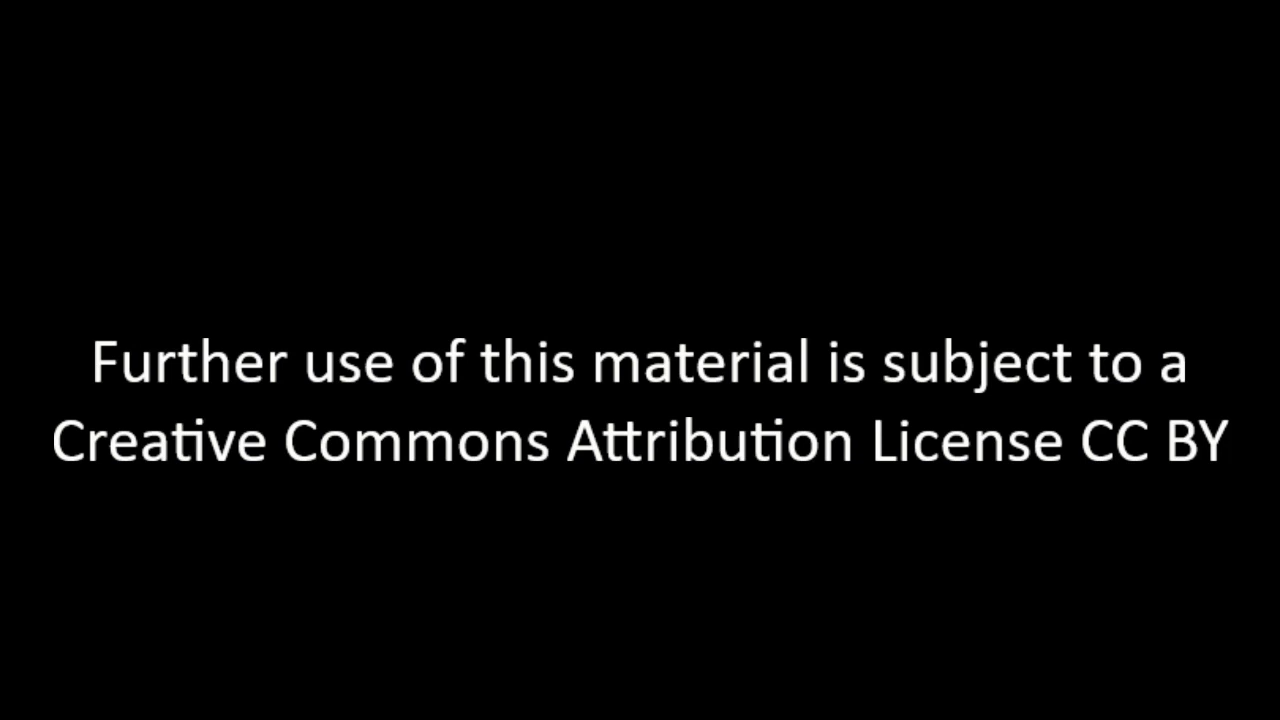 Further use of this material is subject to a
Creative Commons Attribution License CC BY